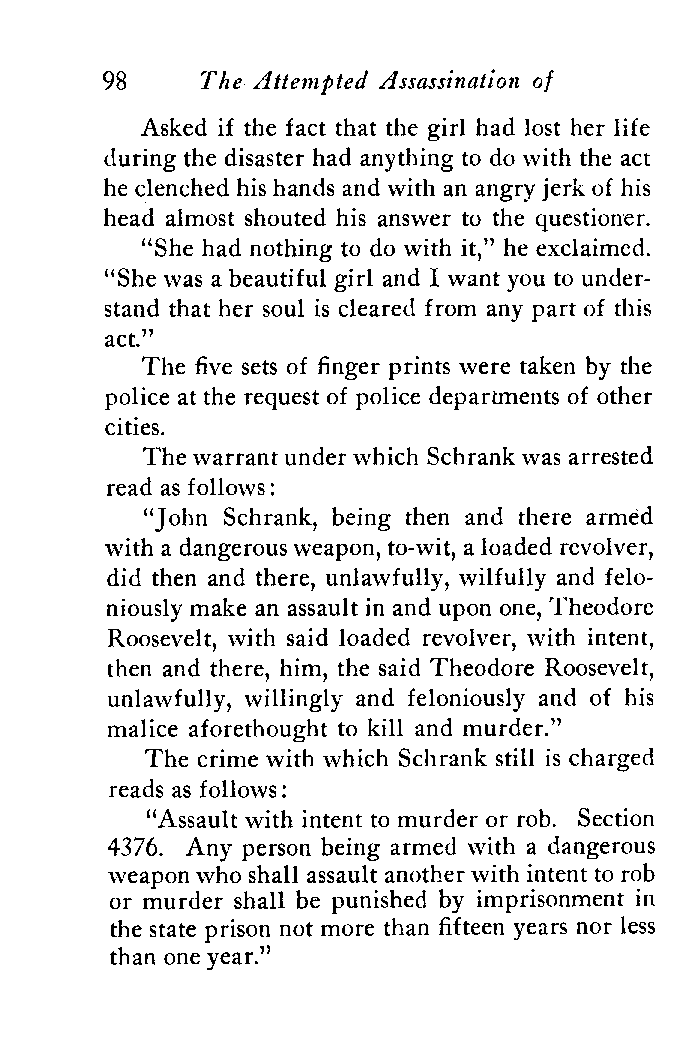 98 The Attempted Assassination of
Asked if the fact that the girl had lost her life
during the disaster had anything to do with the act
he clenched his hands and with an angry jerk of his
head almost shouted his answer to the questioner.
“She had nothing to do with it,” he exclaimed.
“She was a beautiful girl and I want you to under-
stand that her soul is cleared from any part of this
act.”
The five sets of finger prints were taken by the
police at the request of police departments of other
cities.
The warrant under which Schrank was arrested
read as follows:
“John Schrank, being then and there armed
with a dangerous weapon, to-wit, a loaded revolver,
did then and there, unlawfully, wilfully and felo-
niously make an assault in and upon one, Theodore
Roosevelt, with said loaded revolver, with intent,
then and there, him, the said Theodore Roosevelt,
unlawfully, willingly and feloniously and of his
malice aforethought to kill and murder.”
The crime with which Schrank still is charged
reads as follows:
“Assault with intent to murder or rob. Section
4376. Any person being armed with a dangerous
weapon who shall assault another with intent to rob
or murder shall be punished by imprisonment in
the state prison not more than fifteen years nor less
than one year.”